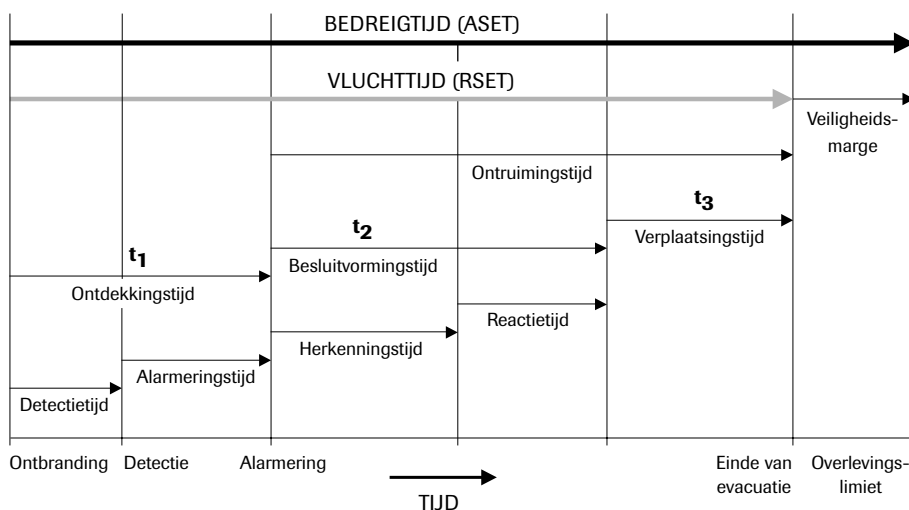 BEDREIGTIJD (ASET)
VLUCHTTIJD (RSET)
Veiligheids-
marge
Ontruimingstijd
t3
Verplaatsingstijd
t2
Besluitvormingstijd
t1
Ontdekkingstijd
Reactietijd
Herkenningstijd
Alarmeringstijd
Detectietijd
Ontbranding
Detectie
Alarmering
Einde van
evacuatie
Overlevings-
limiet
TIJD